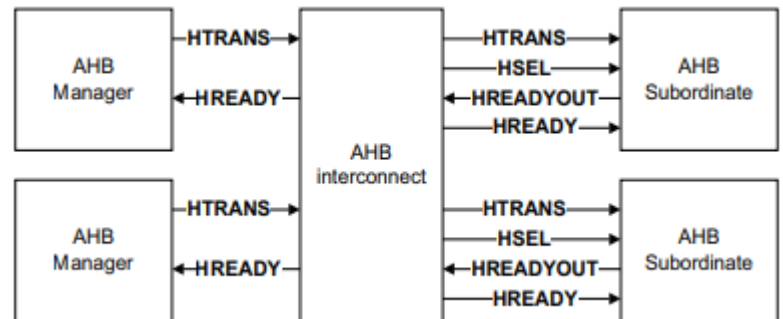 HTRANS
HTRANS
AHB
Manager
HSEL
AHB
Subordinate
HREADY
HREADYOUT
HREADY
AHB
interconnect
HTRANS
HTRANS
AHB
Manager
HSEL
AHB
Subordinate
HREADY
HREADYOUT
HREADY